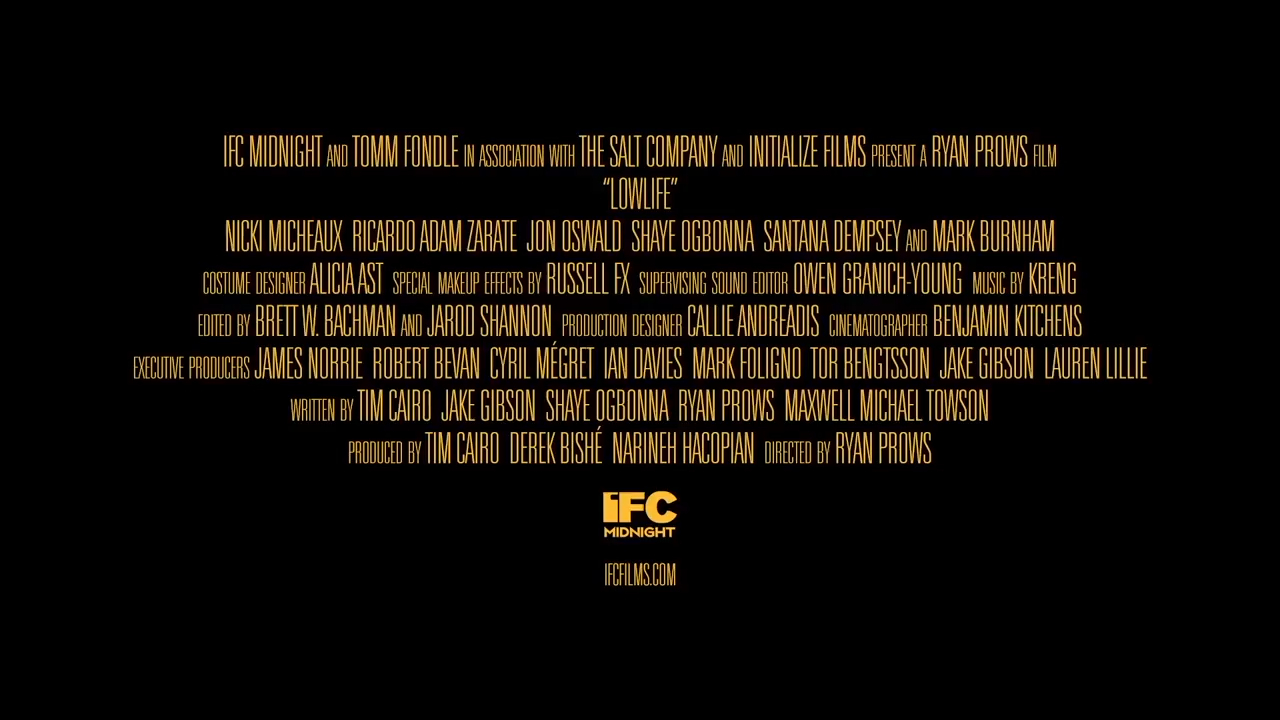 IFC MIDNIGHT AND TOMM FONDLE IN ASSOCIATION WITH THE SALT COMPANY AND INITIALIZE FILMS PRESENT A RYAN PROWS FILM
“LOWLIFE”
NICKI MICHEAUX RICARDO ADAM ZARATE JON OSWALD SHAYE OGBONNA SANTANA DEMPSEY AND MARK BURNHAM
COSTUME DESIGNER ALICIA AST SPECIAL MAKEUP EFFECTS BY RUSSELL FX SUPERVISING SOUND EDITOR OWEN GRANICH-YOUNG MUSIC BY KRENG
EDITED BY BRETT W. BACHMAN AND JAROD SHANNON PRODUCTION DESIGNER CALLIE ANDREADIS CINEMATOGRAPHER BENJAMIN KITCHENS
EXECUTIVE PRODUCERS JAMES NORRIE ROBERT BEVAN CYRIL MÉGRET IAN DAVIES MARK FOLIGNO TOR BENGTSSON JAKE GIBSON LAUREN LILLIE
WRITTEN BY TIM CAIRO JAKE GIBSON SHAYE OGBONNA RYAN PROWS MAXWELL MICHAEL TOWSON
PRODUCED BY TIM CAIRO DEREK BISHÉ NARINEH HACOPIAN DIRECTED BY RYAN PROWS
iFC
MIDNIGHT
IFCFILMS.COM